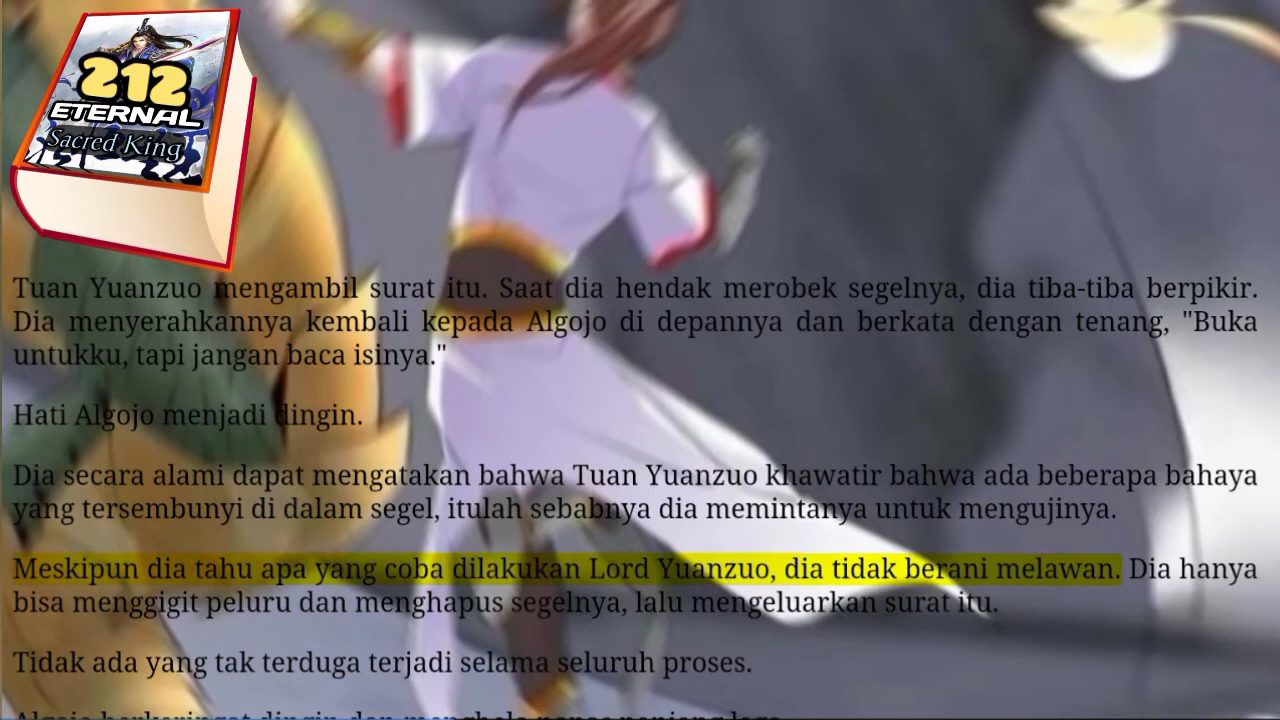 212
ETERNAL
Sacred King
Tuan Yuanzuo mengambil surat itu. Saat dia hendak merobek segelnya, dia tiba-tiba berpikir.
Dia menyerahkannya kembali kepada Algojo di depannya dan berkata dengan tenang, "Buka
untukku, tapi jangan baca isinya."
Hati Algojo menjadi dingin.
Dia secara alami dapat mengatakan bahwa Tuan Yuanzuo khawatir bahwa ada beberapa bahaya
yang tersembunyi di dalam segel, itulah sebabnya dia memintanya untuk mengujinya.
Meskipun dia tahu apa yang coba dilakukan Lord Yuanzuo, dia tidak berani melawan. Dia hanya
bisa menggigit peluru dan menghapus segelnya, lalu mengeluarkan surat itu.
Tidak ada yang tak terduga terjadi selama seluruh proses.